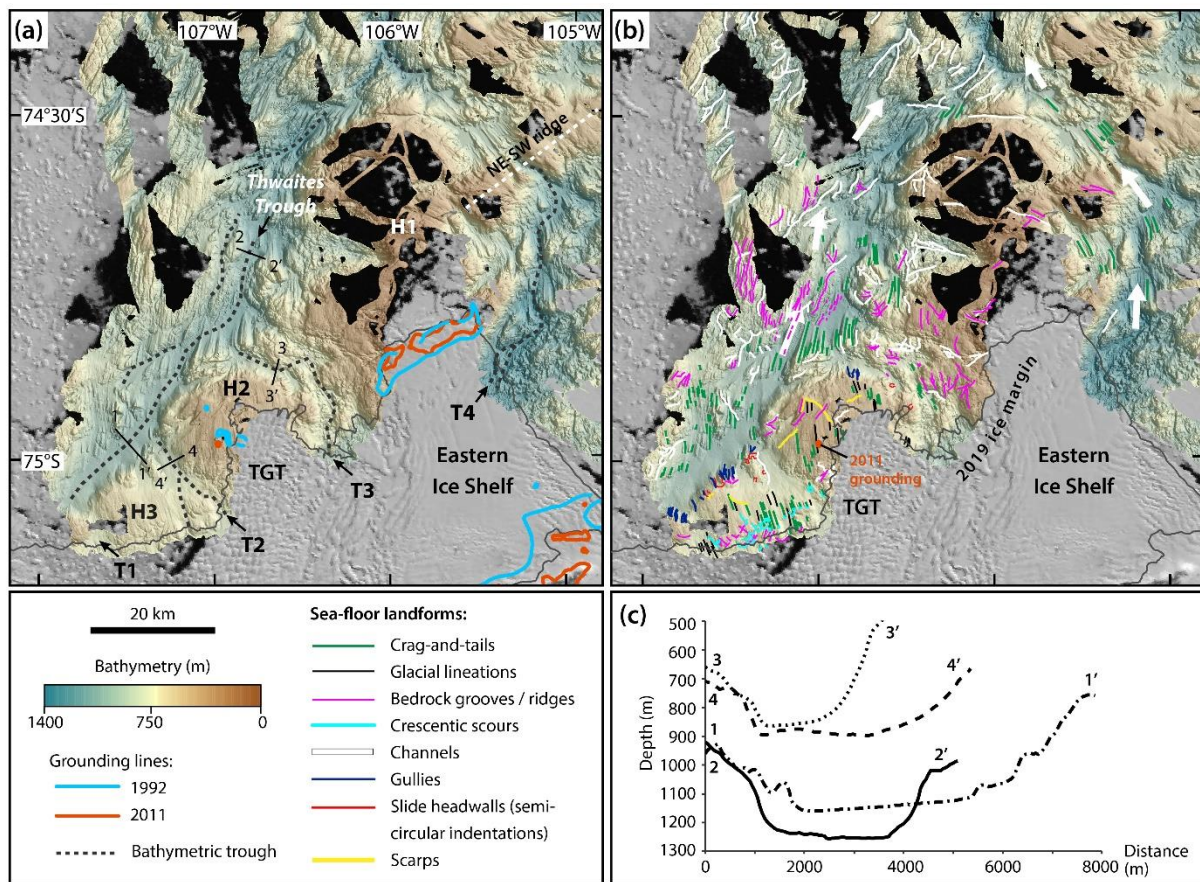 (a)
107°W
106°W
105°W
74°30'S
75°S
Thwaites
Trough
NE-SW ridge
H1
2
2'
3
3'
H2
1
1'
4
4'
TGT
T4
Eastern
Ice Shelf
T3
H3
T2
T1
(b)
2019 ice margin
2011
grounding
TGT
Eastern
Ice Shelf
20 km
Bathymetry (m)
1400
750
0
Grounding lines:
1992
2011
Bathymetric trough
Sea-floor landforms:
Crag-and-tails
Glacial lineations
Bedrock grooves / ridges
Crescentic scours
Channels
Gullies
Slide headwalls (semi-
circular indentations)
Scarps
(c)
500
600
700
800
900
1000
1100
1200
1300
Depth (m)
3
4
1
2
3'
4'
1'
2'
0
2000
4000
6000
8000
Distance
(m)